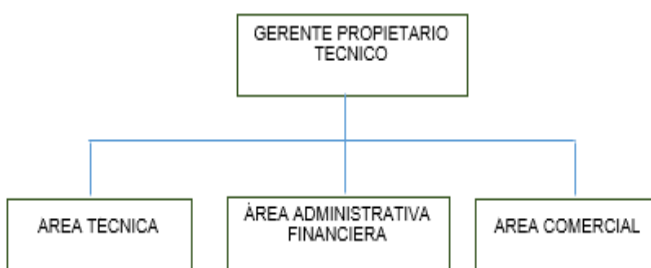 GERENTE PROPIETARIO
TECNICO
AREA TECNICA
ÀREA ADMINISTRATIVA
FINANCIERA
AREA COMERCIAL